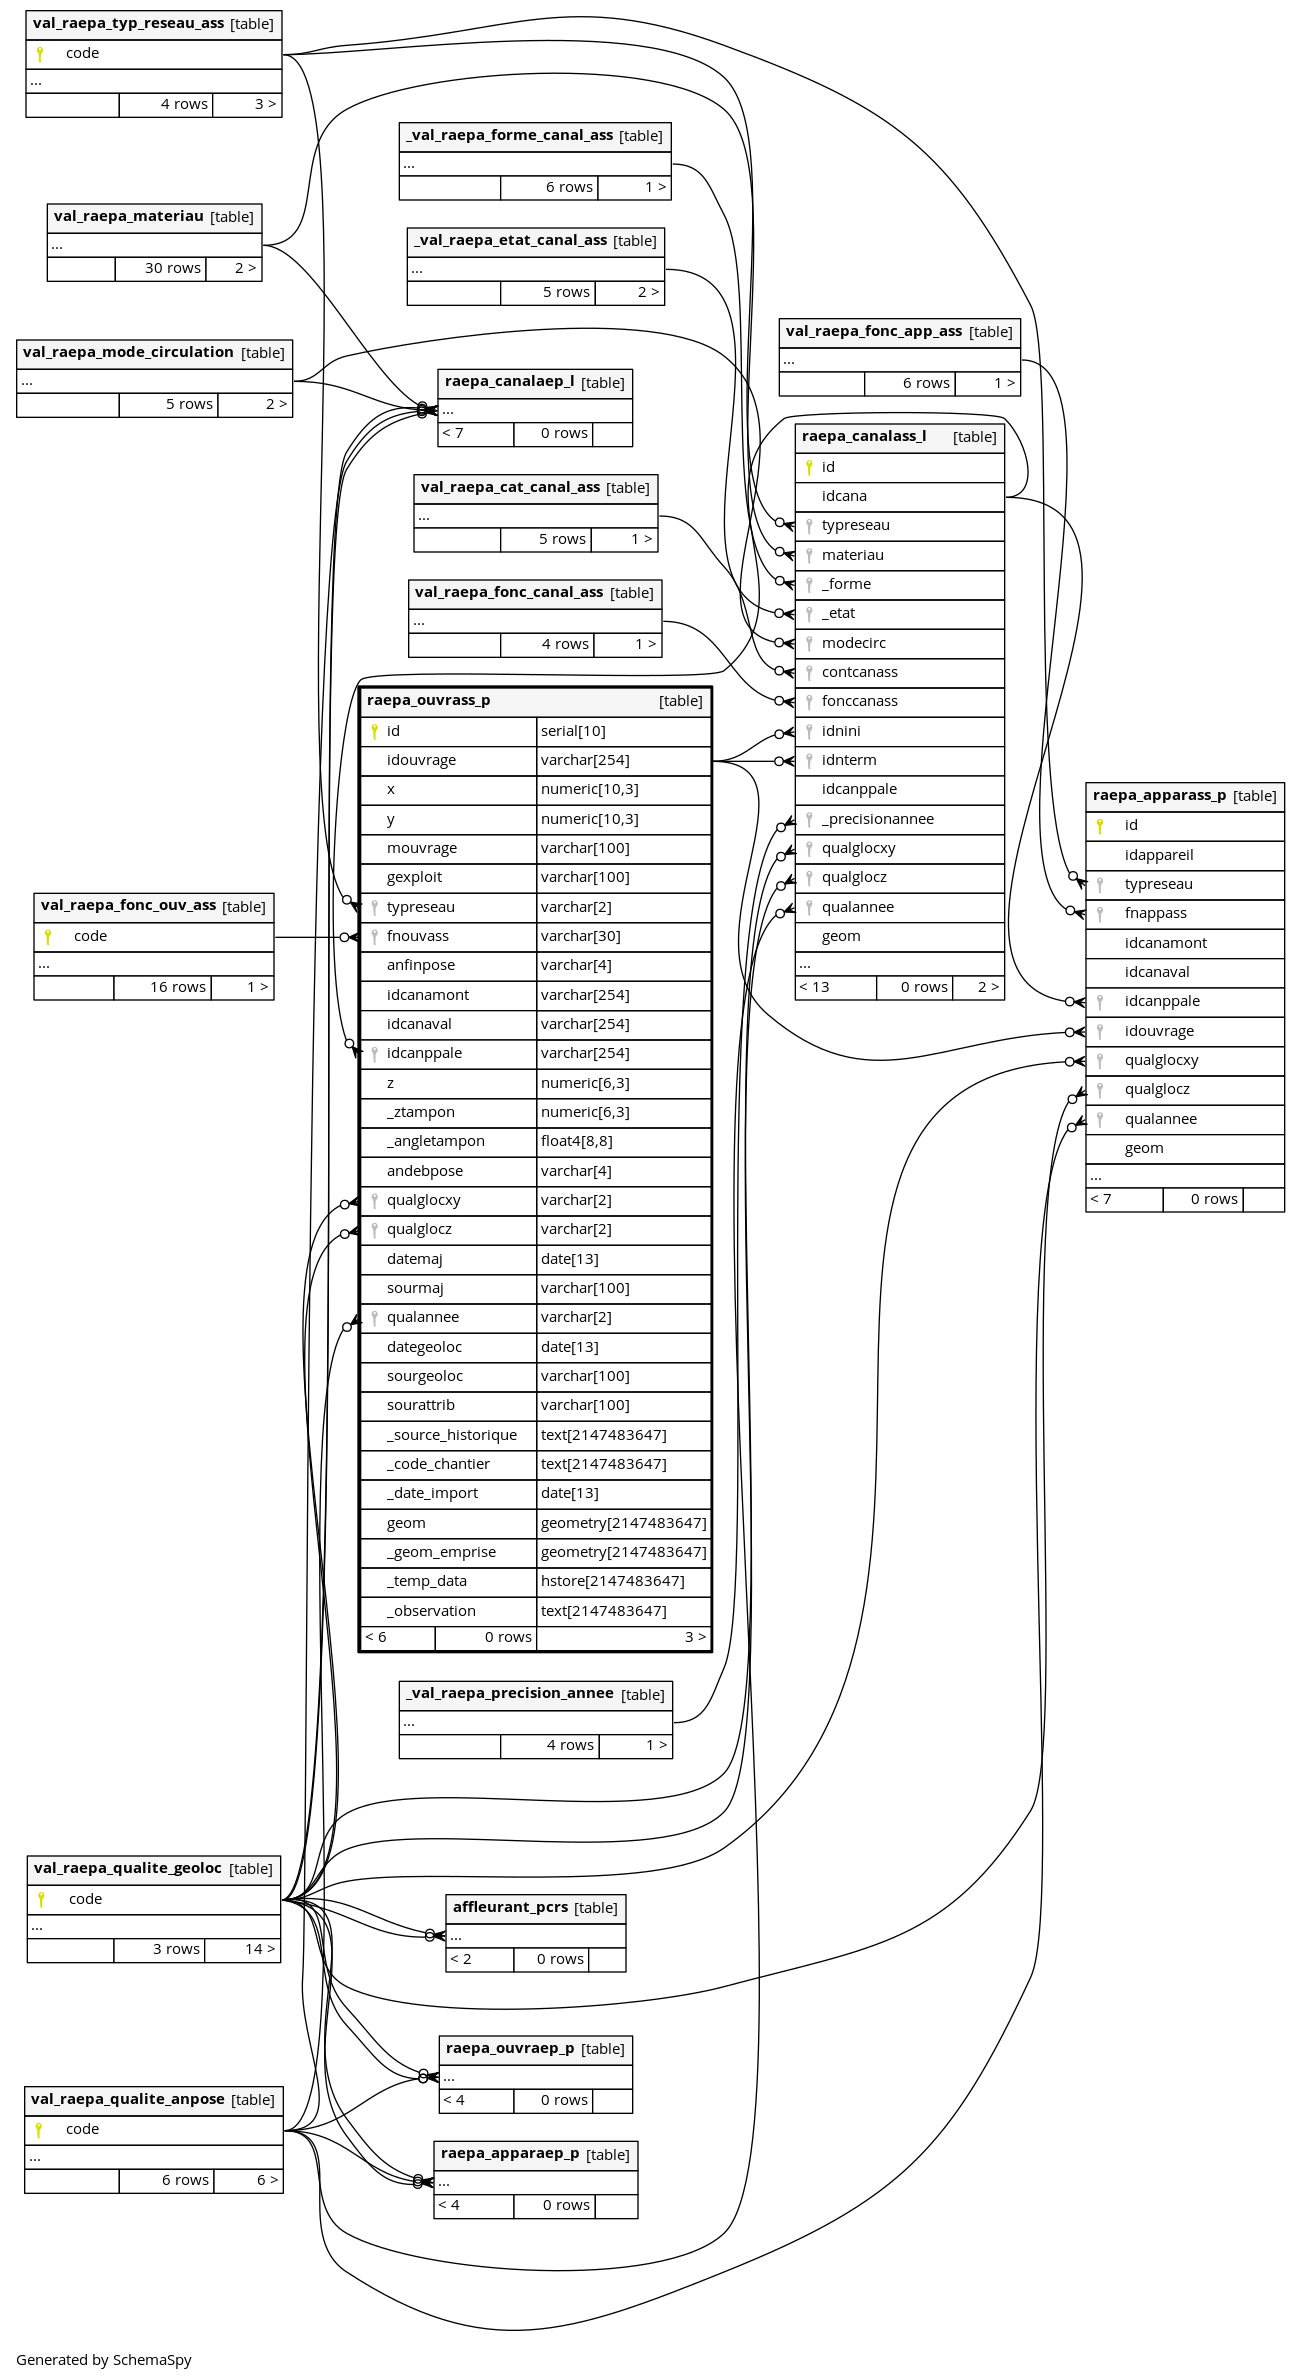 val_raepa_typ_reseau_ass [table]
code
...
4 rows 3 >
_val_raepa_forme_canal_ass [table]
...
6 rows 1 >
val_raepa_materiau [table]
...
30 rows 2 >
_val_raepa_etat_canal_ass [table]
...
5 rows 2 >
val_raepa_fonc_app_ass [table]
...
6 rows 1 >
val_raepa_mode_circulation [table]
...
5 rows 2 >
raepa_canalaep_l [table]
...
< 7 0 rows
raepa_canalass_l [table]
id
idcana
typreseau
materiau
_forme
_etat
modecirc
contcanass
fonccanass
idnini
idnterm
idcanppale
_precisionannee
qualglocxy
qualglocz
qualannee
geom
...
< 13 0 rows 2 >
val_raepa_cat_canal_ass [table]
...
5 rows 1 >
val_raepa_fonc_canal_ass [table]
...
4 rows 1 >
raepa_ouvrass_p [table]
id serial[10]
idouvrage varchar[254]
x numeric[10,3]
y numeric[10,3]
mouvrage varchar[100]
gexploit varchar[100]
typreseau varchar[2]
fnouvass varchar[30]
anfinpose varchar[4]
idcanamont varchar[254]
idcanaval varchar[254]
idcanppale varchar[254]
z numeric[6,3]
_ztampon numeric[6,3]
_angletampon float4[8,8]
andebpose varchar[4]
qualglocxy varchar[2]
qualglocz varchar[2]
datemaj date[13]
sourmaj varchar[100]
qualannee varchar[2]
dategeoloc date[13]
sourgeoloc varchar[100]
sourattrib varchar[100]
_source_historique text[2147483647]
_code_chantier text[2147483647]
_date_import date[13]
geom geometry[2147483647]
_geom_emprise geometry[2147483647]
_temp_data hstore[2147483647]
_observation text[2147483647]
< 6 0 rows 3 >
raepa_apparass_p [table]
id
idappareil
typreseau
fnappass
idcanamont
idcanaval
idcanppale
idouvrage
qualglocxy
qualglocz
qualannee
geom
...
< 7 0 rows
val_raepa_fonc_ouv_ass [table]
code
...
16 rows 1 >
_val_raepa_precision_annee [table]
...
4 rows 1 >
val_raepa_qualite_geoloc [table]
code
...
3 rows 14 >
affleurant_pcrs [table]
...
< 2 0 rows
raepa_ouvraep_p [table]
...
< 4 0 rows
val_raepa_qualite_anpose [table]
code
...
6 rows 6 >
raepa_apparaep_p [table]
...
< 4 0 rows
Generated by SchemaSpy